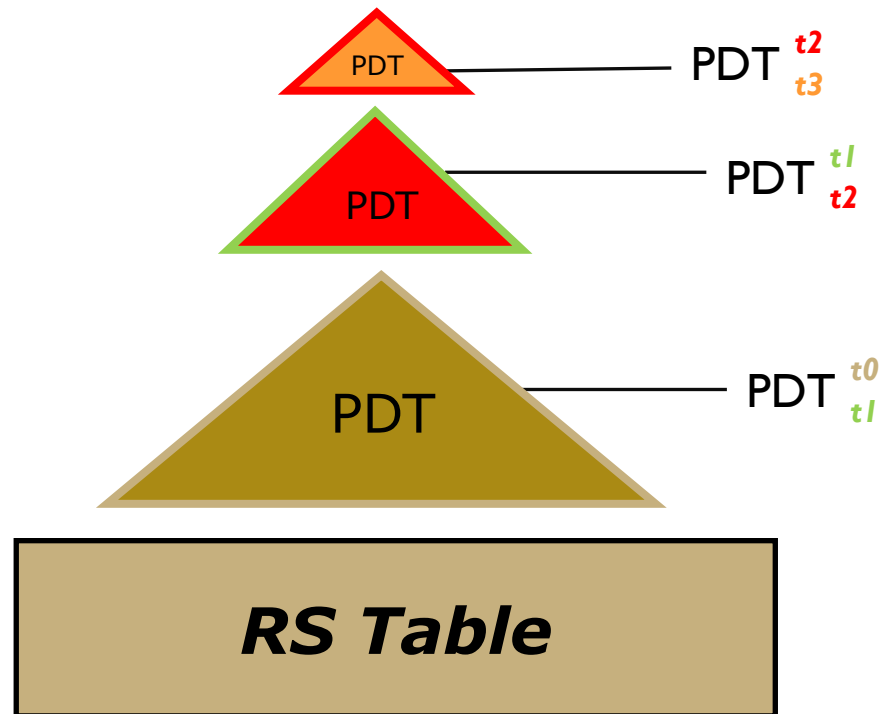 PDT
PDT t2
t3
PDT
PDT t1
t2
PDT
PDT t0
t1
RS Table